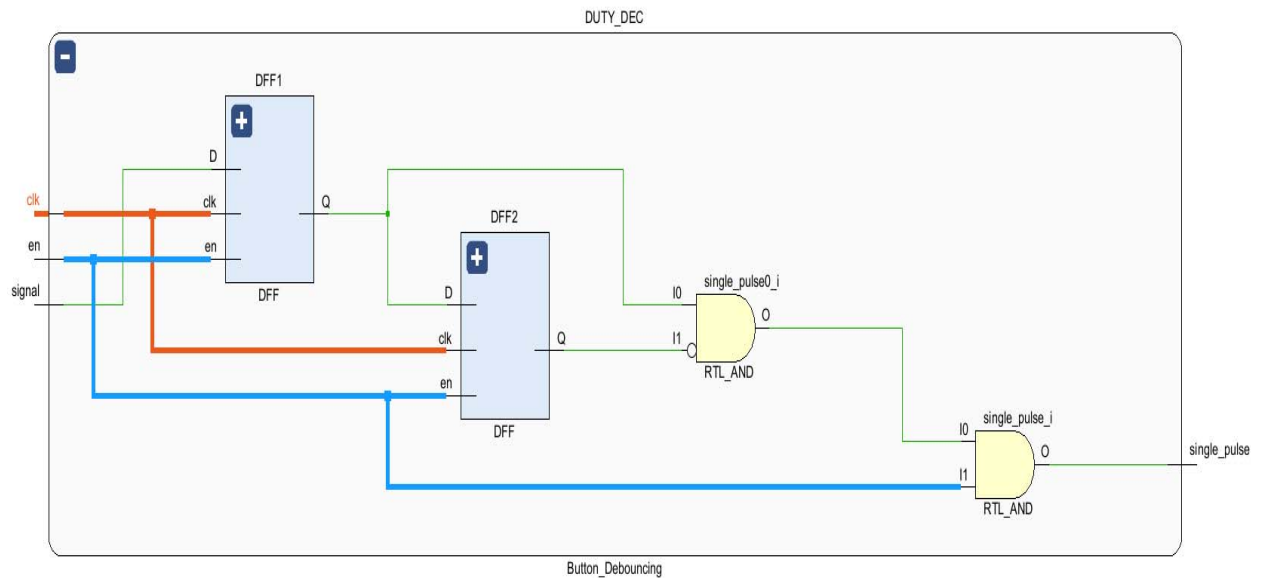 DUTY_DEC
DFF1
D
clk
clk
Q
en
en
signal
DFF
DFF2
D
clk
Q
en
DFF
single_pulse0_i
I0
O
I1
RTL_AND
single_pulse_i
I0
O
single_pulse
I1
RTL_AND
Button_Debouncing